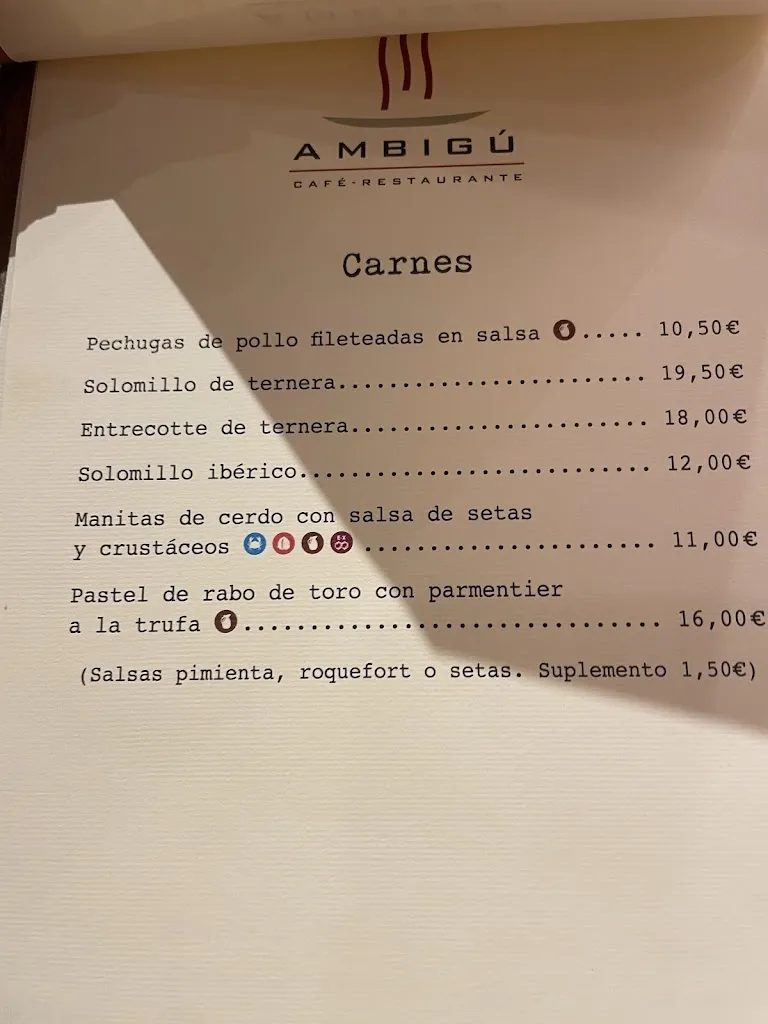 AMBIGÚ
CAFÉ-RESTAURANTE
Carnes
Pechugas de pollo fileteadas en salsa ..... 10,50€
Solomillo de ternera.......................... 19,50€
Entrecotte de ternera......................... 18,00€
Solomillo ibérico............................. 12,00€
Manitas de cerdo con salsa de setas
y crustáceos ......................... 11,00€
Pastel de rabo de toro con parmentier
a la trufa ................................ 16,00€
(Salsas pimienta, roquefort o setas. Suplemento 1,50€)